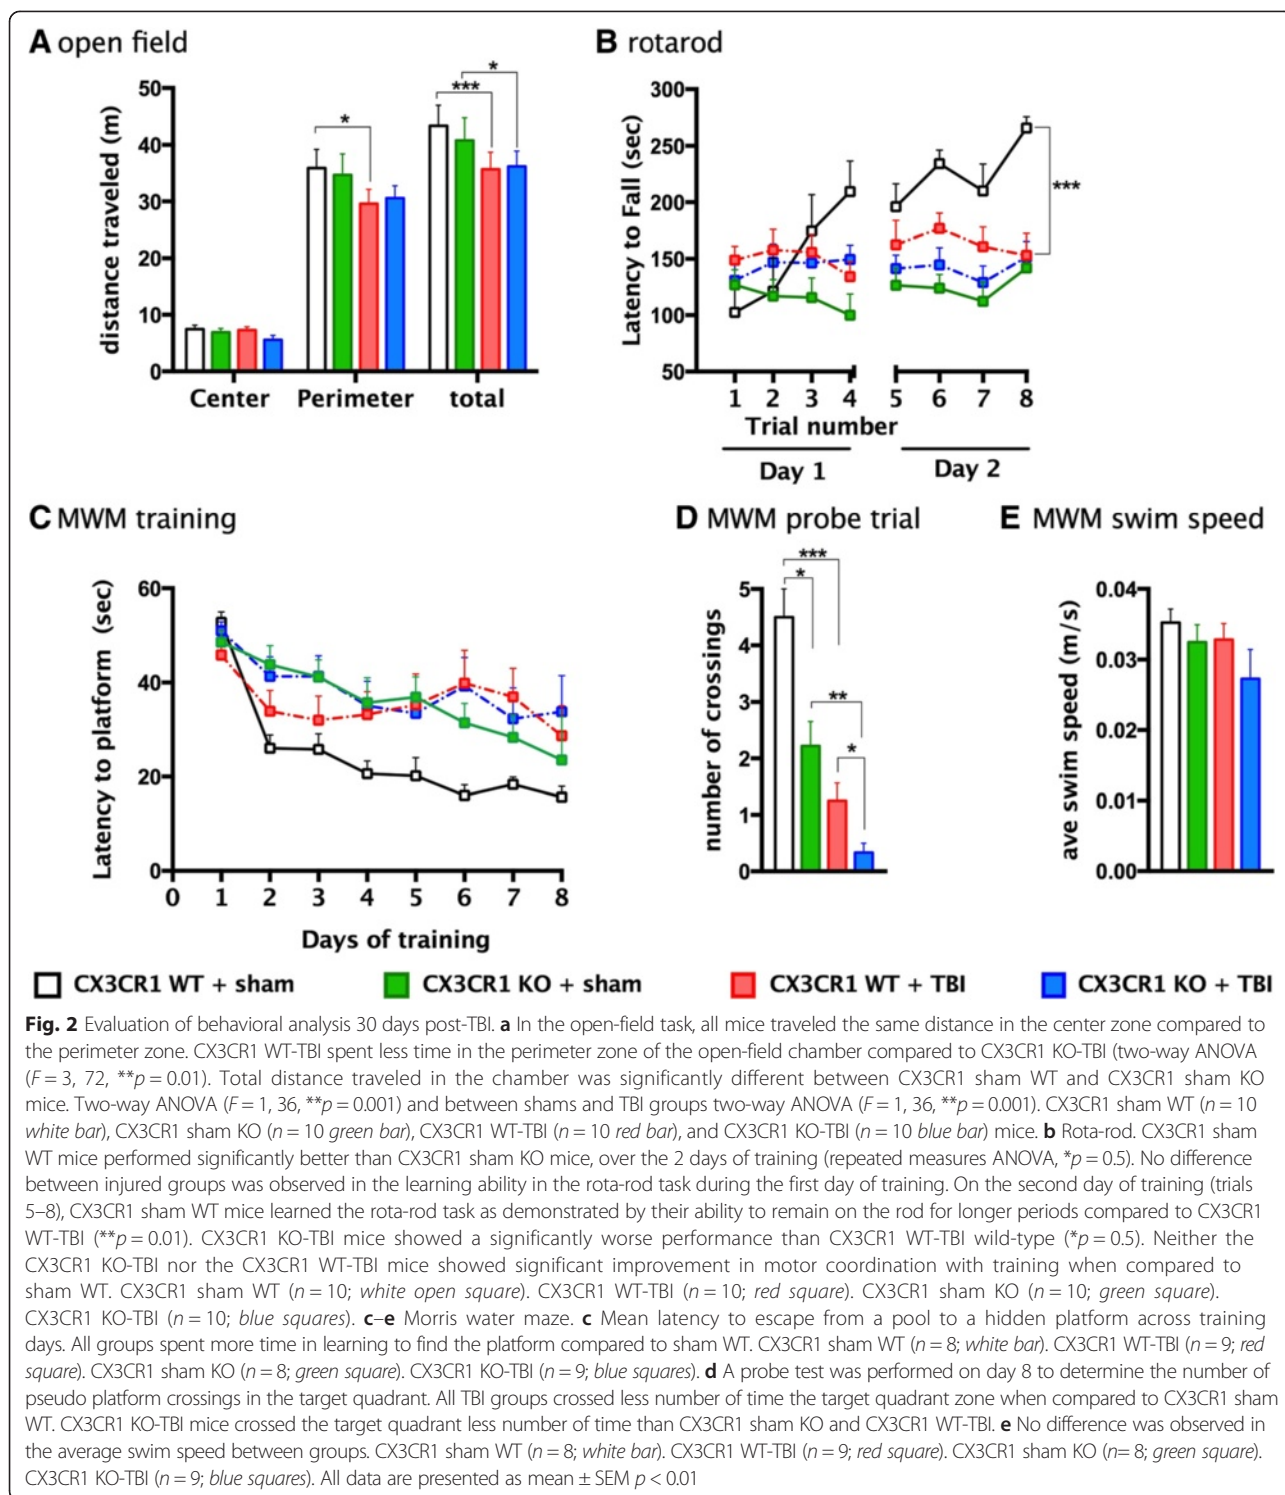 A open field
* 
***
*
50
40
30
20
10
0
distance traveled (m)
Center Perimeter total
B rotarod
300
250
200
150
100
50
Latency to Fall (sec)
***
1 2 3 4 5 6 7 8
Trial number
Day 1 Day 2
C MWM training
60
40
20
0
Latency to platform (sec)
0 1 2 3 4 5 6 7 8
Days of training
D MWM probe trial
***
*
**
*
5
4
3
2
1
0
number of crossings
E MWM swim speed
0.04
0.03
0.02
0.01
0.00
ave swim speed (m/s)
CX3CR1 WT + sham CX3CR1 KO + sham CX3CR1 WT + TBI CX3CR1 KO + TBI
Fig. 2 Evaluation of behavioral analysis 30 days post-TBI. a In the open-field task, all mice traveled the same distance in the center zone compared to
the perimeter zone. CX3CR1 WT-TBI spent less time in the perimeter zone of the open-field chamber compared to CX3CR1 KO-TBI (two-way ANOVA
(F = 3, 72, **p = 0.01). Total distance traveled in the chamber was significantly different between CX3CR1 sham WT and CX3CR1 sham KO
mice. Two-way ANOVA (F = 1, 36, **p = 0.001) and between shams and TBI groups two-way ANOVA (F = 1, 36, **p = 0.001). CX3CR1 sham WT (n = 10
white bar), CX3CR1 sham KO (n = 10 green bar), CX3CR1 WT-TBI (n = 10 red bar), and CX3CR1 KO-TBI (n = 10 blue bar) mice. b Rota-rod. CX3CR1 sham
WT mice performed significantly better than CX3CR1 sham KO mice, over the 2 days of training (repeated measures ANOVA, *p = 0.5). No difference
between injured groups was observed in the learning ability in the rota-rod task during the first day of training. On the second day of training (trials
5–8), CX3CR1 sham WT mice learned the rota-rod task as demonstrated by their ability to remain on the rod for longer periods compared to CX3CR1
WT-TBI (**p = 0.01). CX3CR1 KO-TBI mice showed a significantly worse performance than CX3CR1 WT-TBI wild-type (*p = 0.5). Neither the
CX3CR1 KO-TBI nor the CX3CR1 WT-TBI mice showed significant improvement in motor coordination with training when compared to
sham WT. CX3CR1 sham WT (n = 10; white open square). CX3CR1 WT-TBI (n = 10; red square). CX3CR1 sham KO (n = 10; green square).
CX3CR1 KO-TBI (n = 10; blue squares). c–e Morris water maze. c Mean latency to escape from a pool to a hidden platform across training
days. All groups spent more time in learning to find the platform compared to sham WT. CX3CR1 sham WT (n = 8; white bar). CX3CR1 WT-TBI (n = 9; red
square). CX3CR1 sham KO (n = 8; green square). CX3CR1 KO-TBI (n = 9; blue squares). d A probe test was performed on day 8 to determine the number of
pseudo platform crossings in the target quadrant. All TBI groups crossed less number of time the target quadrant zone when compared to CX3CR1 sham
WT. CX3CR1 KO-TBI mice crossed the target quadrant less number of time than CX3CR1 sham KO and CX3CR1 WT-TBI. e No difference was observed in
the average swim speed between groups. CX3CR1 sham WT (n = 8; white bar). CX3CR1 WT-TBI (n = 9; red square). CX3CR1 sham KO (n= 8; green square).
CX3CR1 KO-TBI (n = 9; blue squares). All data are presented as mean ± SEM p < 0.01